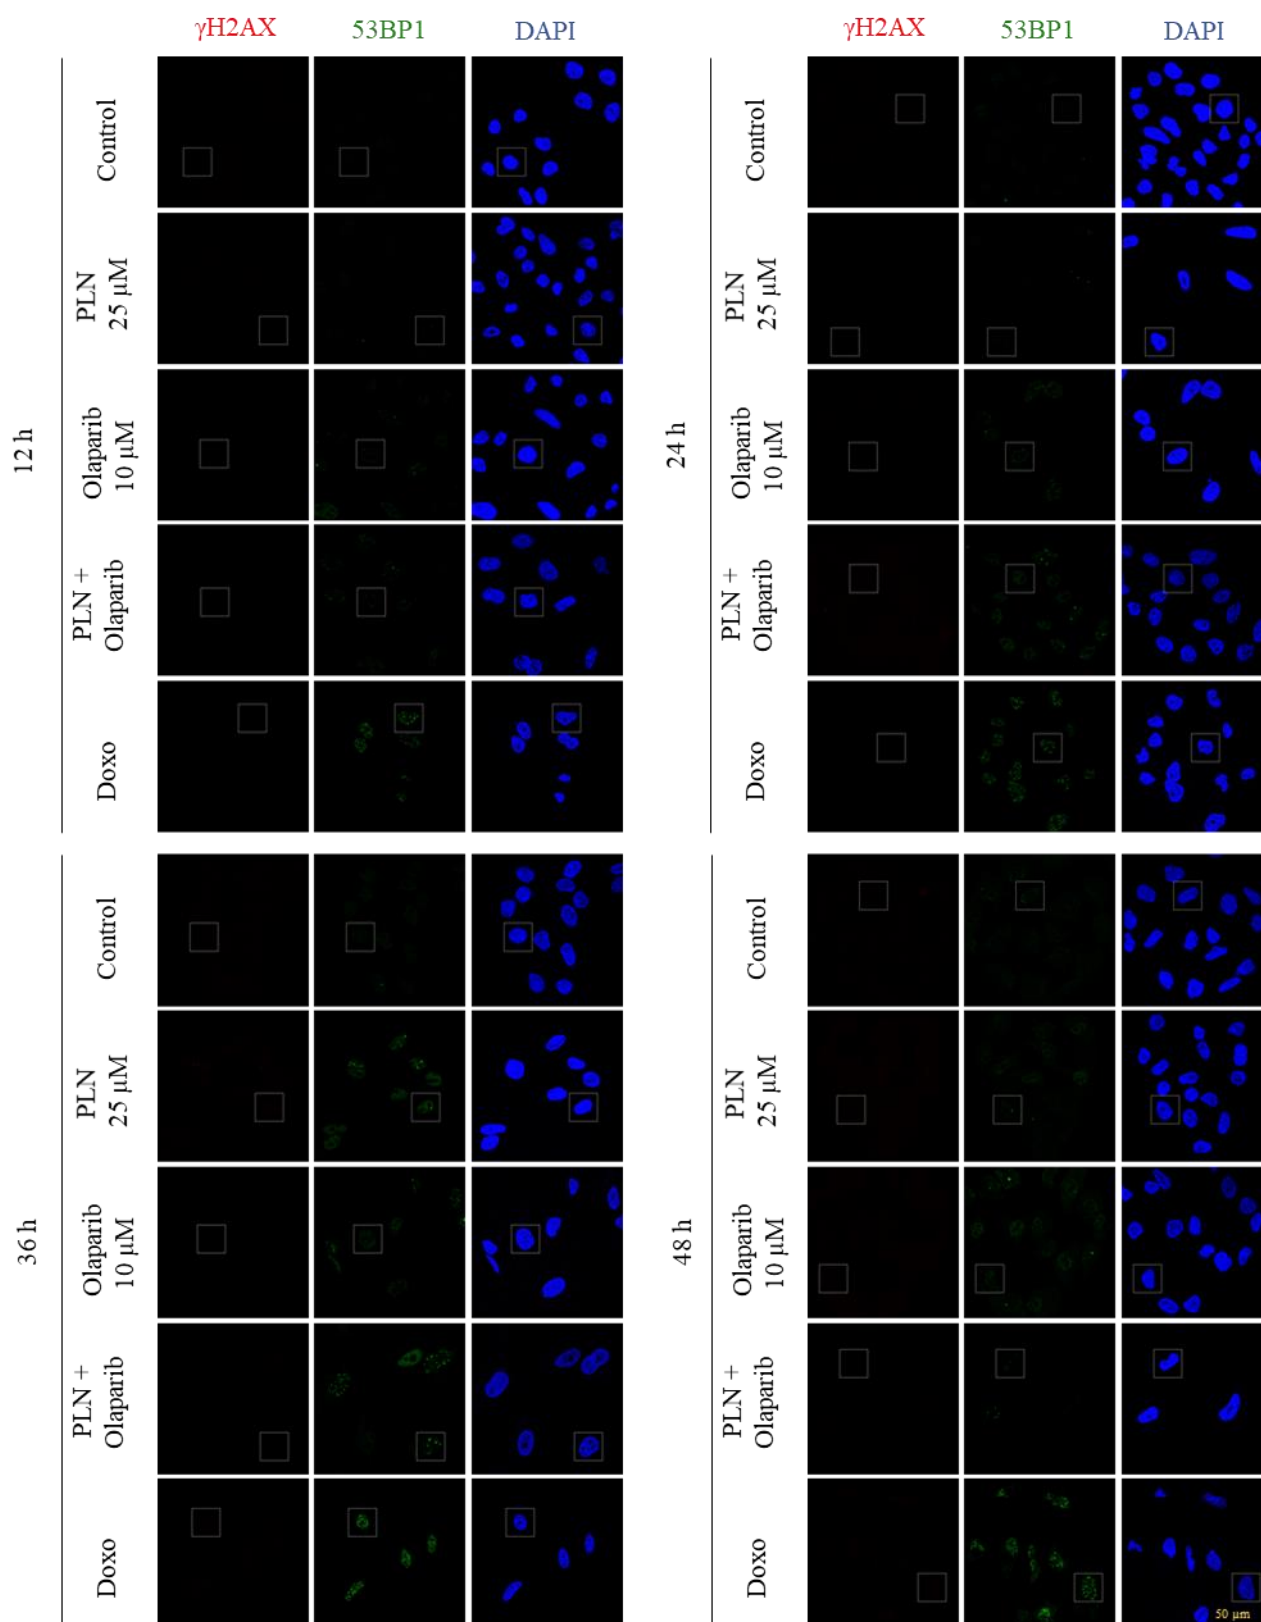 γH2AX 53BP1 DAPI
12 h
Control
PLN
25 μM
Olaparib
10 μM
PLN +
Olaparib
Doxo
γH2AX 53BP1 DAPI
24 h
Control
PLN
25 μM
Olaparib
10 μM
PLN +
Olaparib
Doxo
36 h
Control
PLN
25 μM
Olaparib
10 μM
PLN +
Olaparib
Doxo
48 h
Control
PLN
25 μM
Olaparib
10 μM
PLN +
Olaparib
Doxo
50 μm